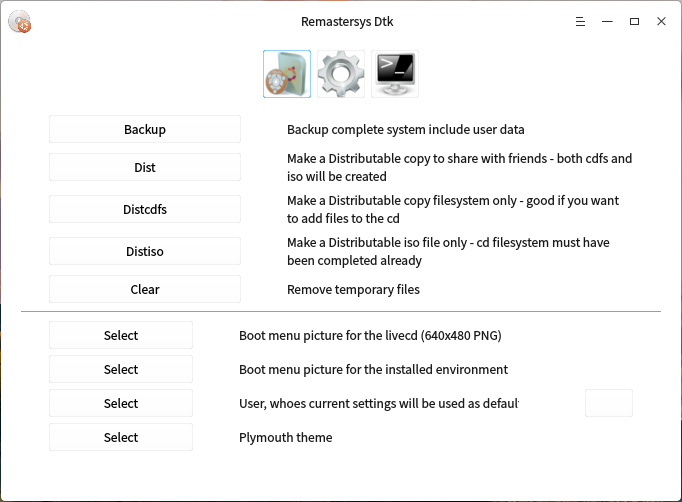 Remastersys Dtk
>_
Backup
Backup complete system include user data
Dist
Make a Distributable copy to share with friends - both cdfs and
iso will be created
Distcdfs
Make a Distributable copy filesystem only - good if you want
to add files to the cd
Distiso
Make a Distributable iso file only - cd filesystem must have
been completed already
Clear
Remove temporary files
Select
Boot menu picture for the livecd (640x480 PNG)
Select
Boot menu picture for the installed environment
Select
User, whoes current settings will be used as defaul
Select
Plymouth theme